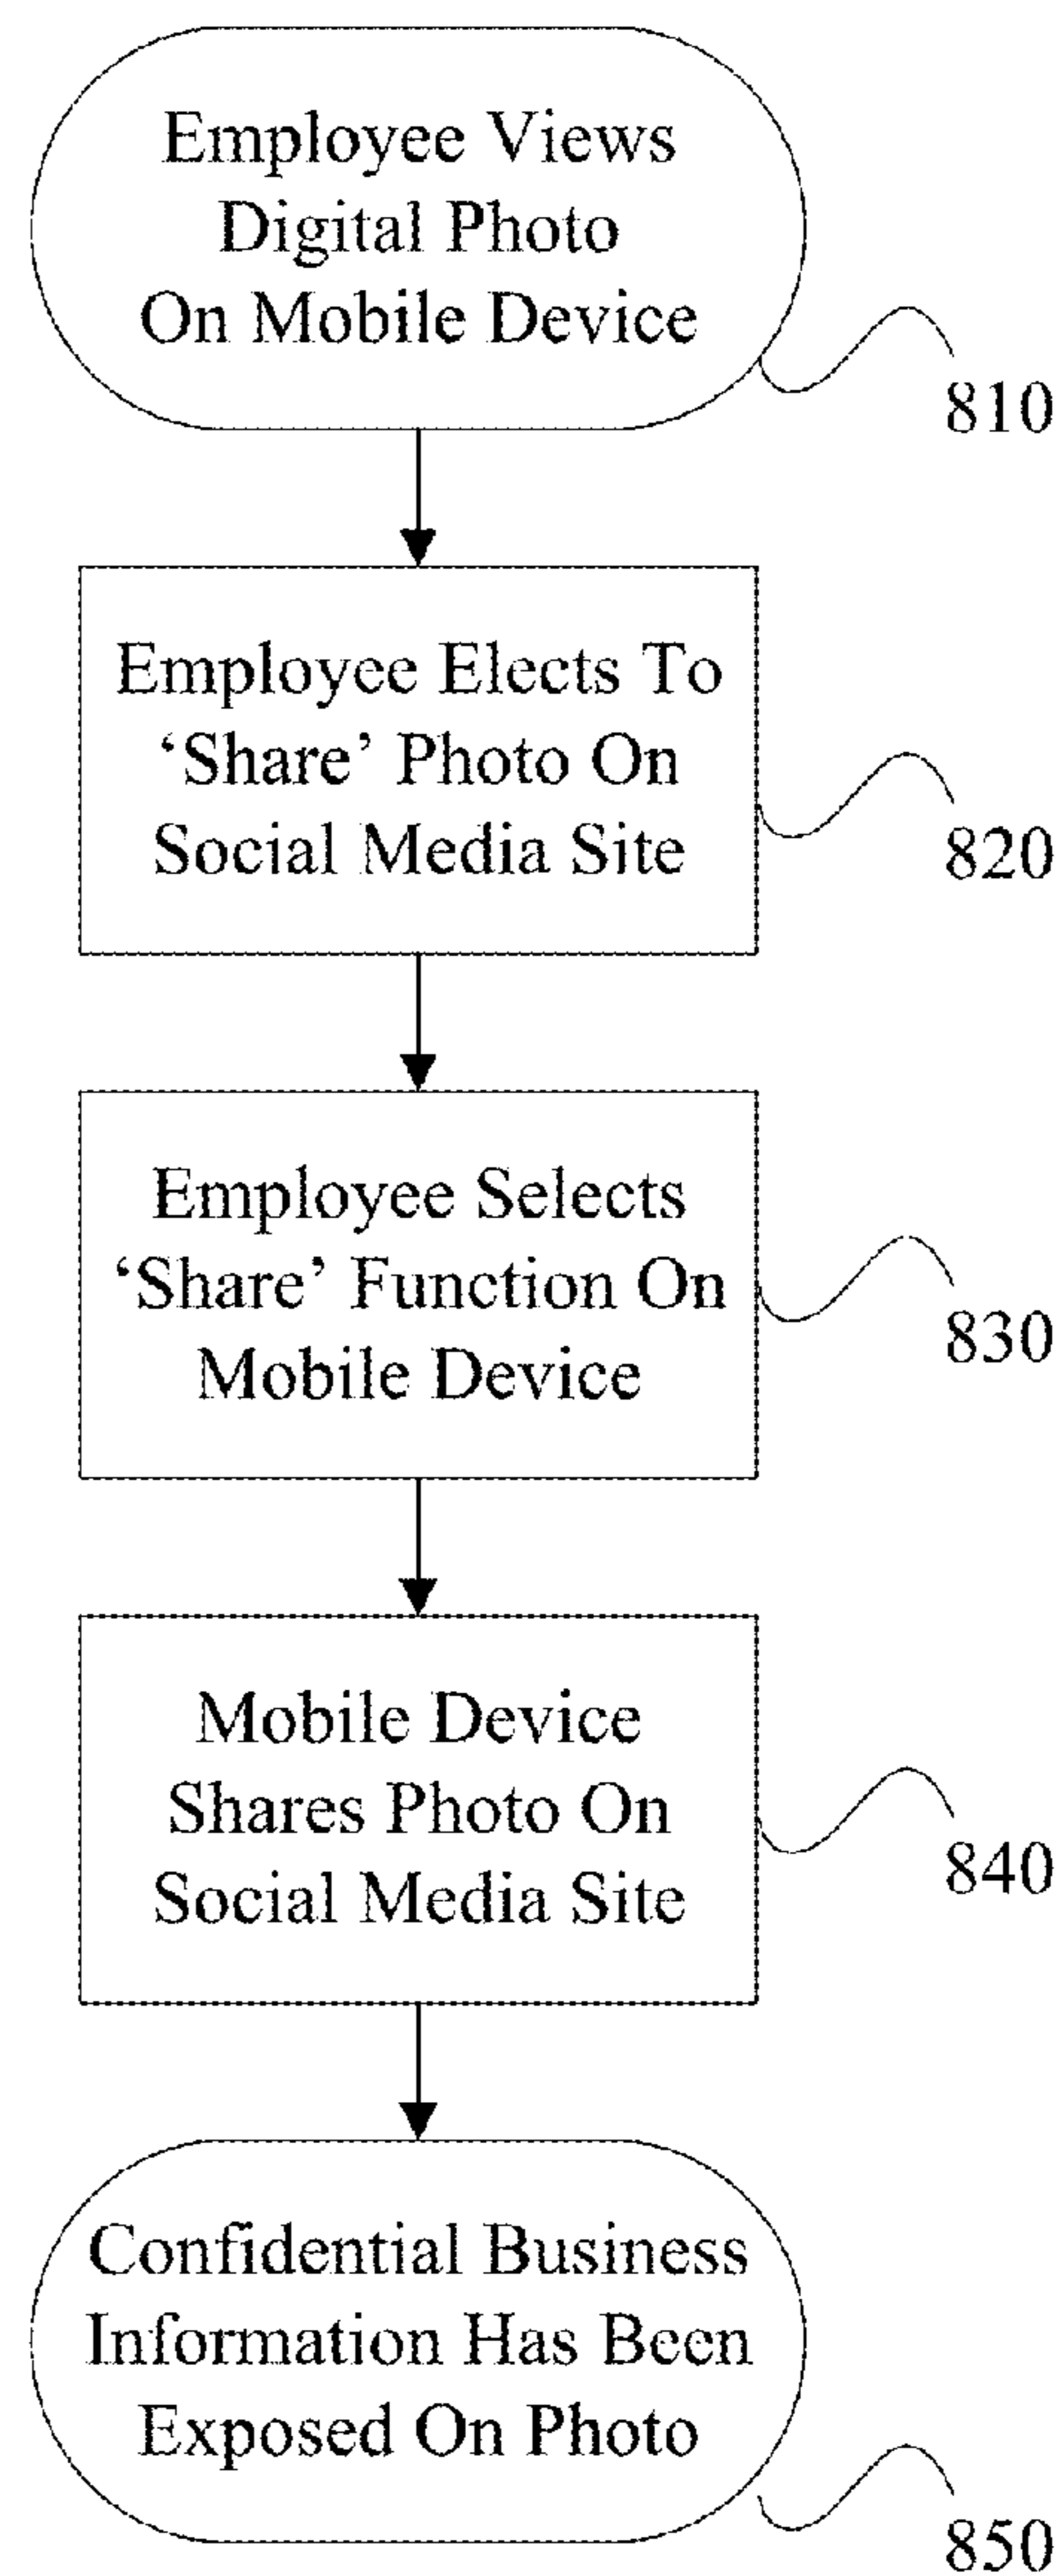 Employee Views
Digital Photo
On Mobile Device
810
Employee Elects To
‘Share’ Photo On
Social Media Site
820
Employee Selects
‘Share’ Function On
Mobile Device
830
Mobile Device
Shares Photo On
Social Media Site
840
Confidential Business
Information Has Been
Exposed On Photo
850